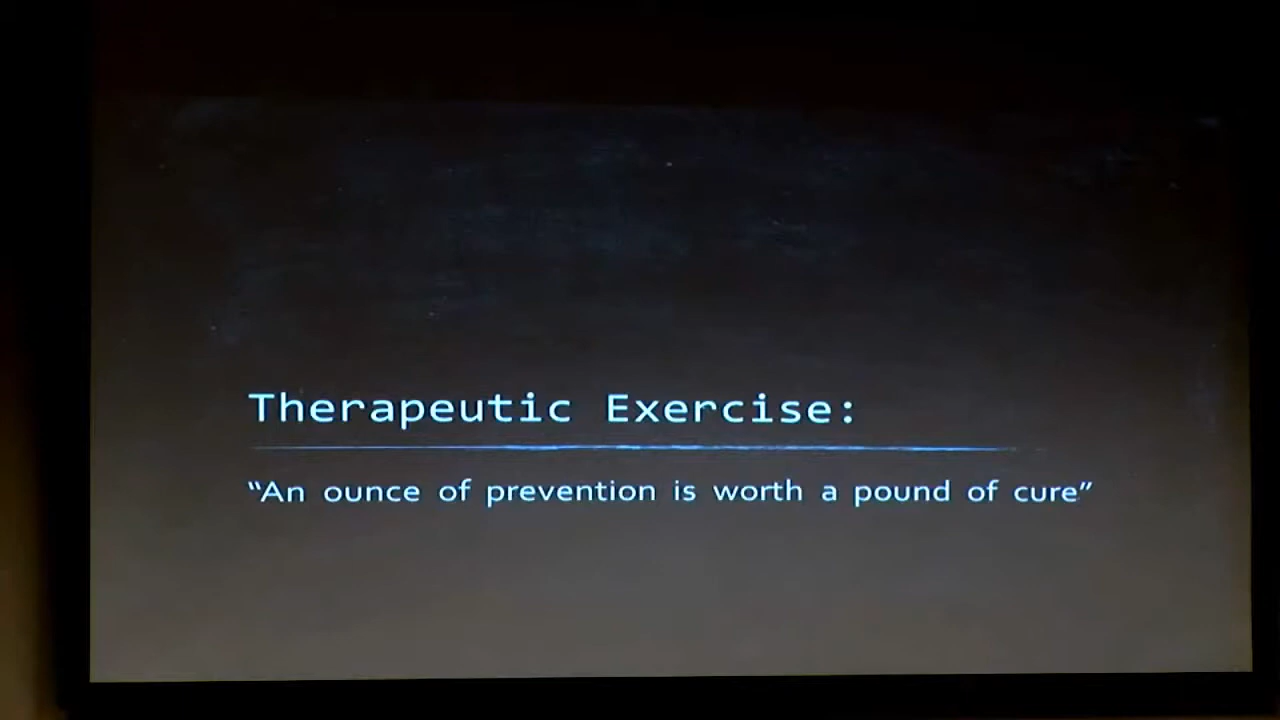 Therapeutic Exercise:
“An ounce of prevention is worth a pound of cure”